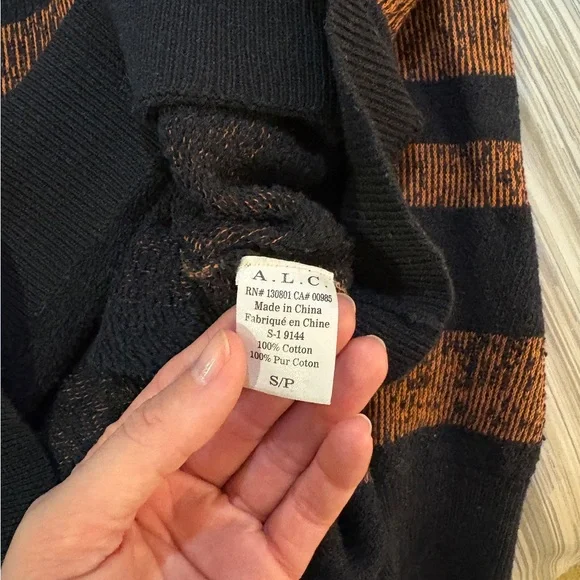 A.L.C.
RN# 130801 CA# 00985
Made in China
Fabriqué en Chine
S-1 9144
100% Cotton
100% Pur Coton
S/P